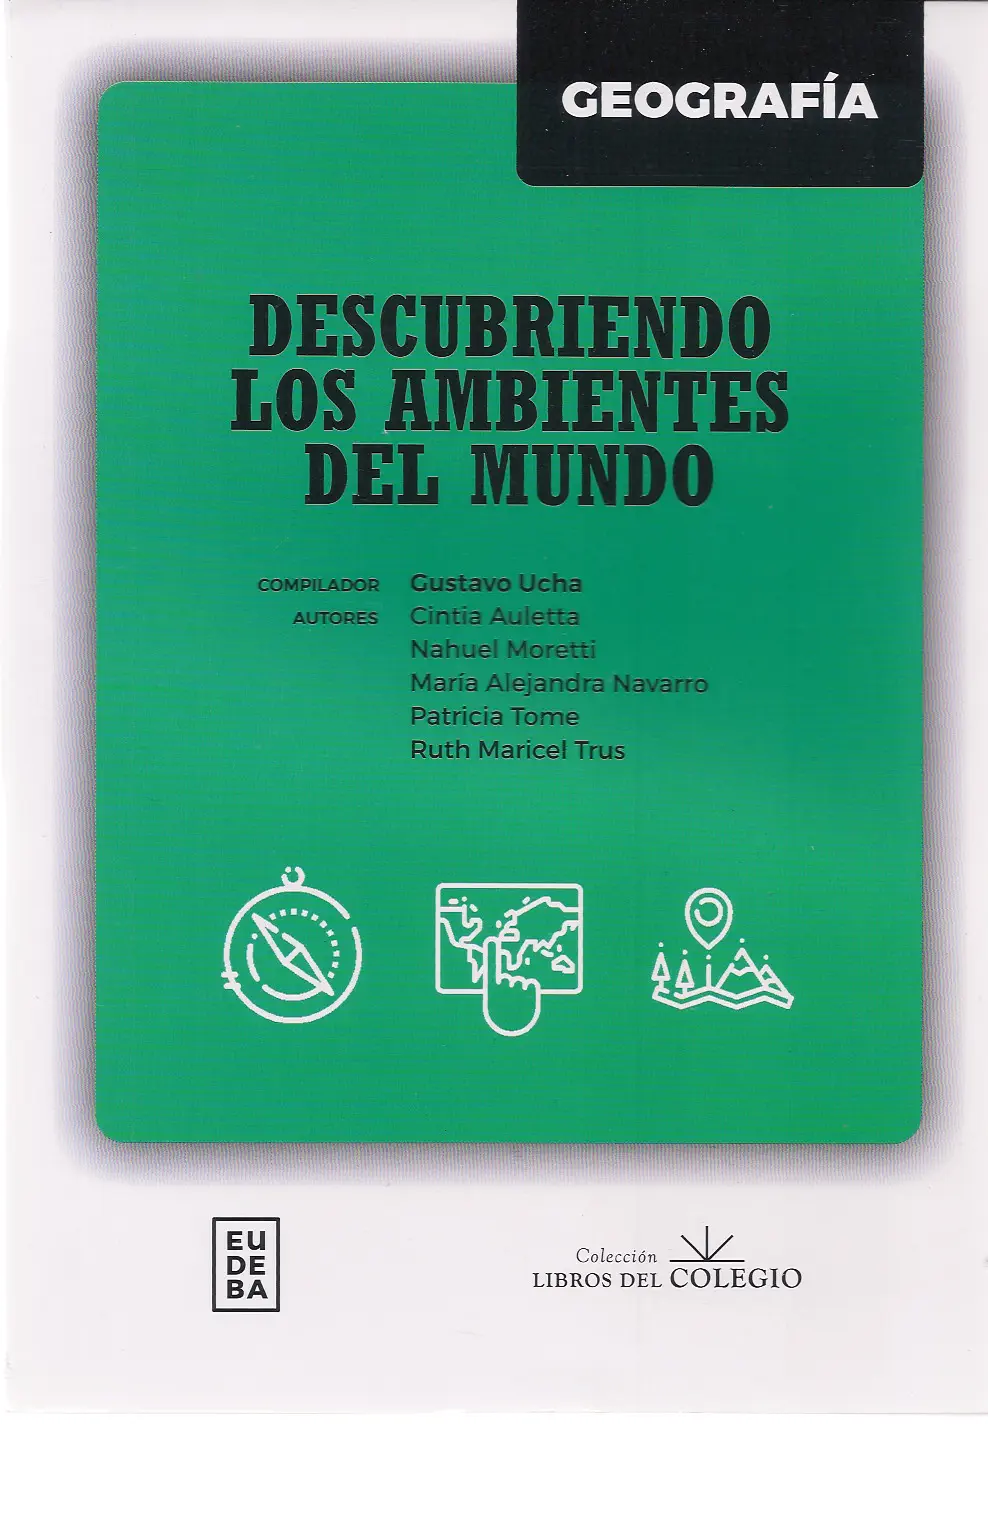 GEOGRAFÍA
DESCUBRIENDO
LOS AMBIENTES
DEL MUNDO
COMPILADOR Gustavo Ucha
AUTORES Cintia Auletta
Nahuel Moretti
María Alejandra Navarro
Patricia Tome
Ruth Maricel Trus
EU
DE
BA
Colección
LIBROS DEL COLEGIO